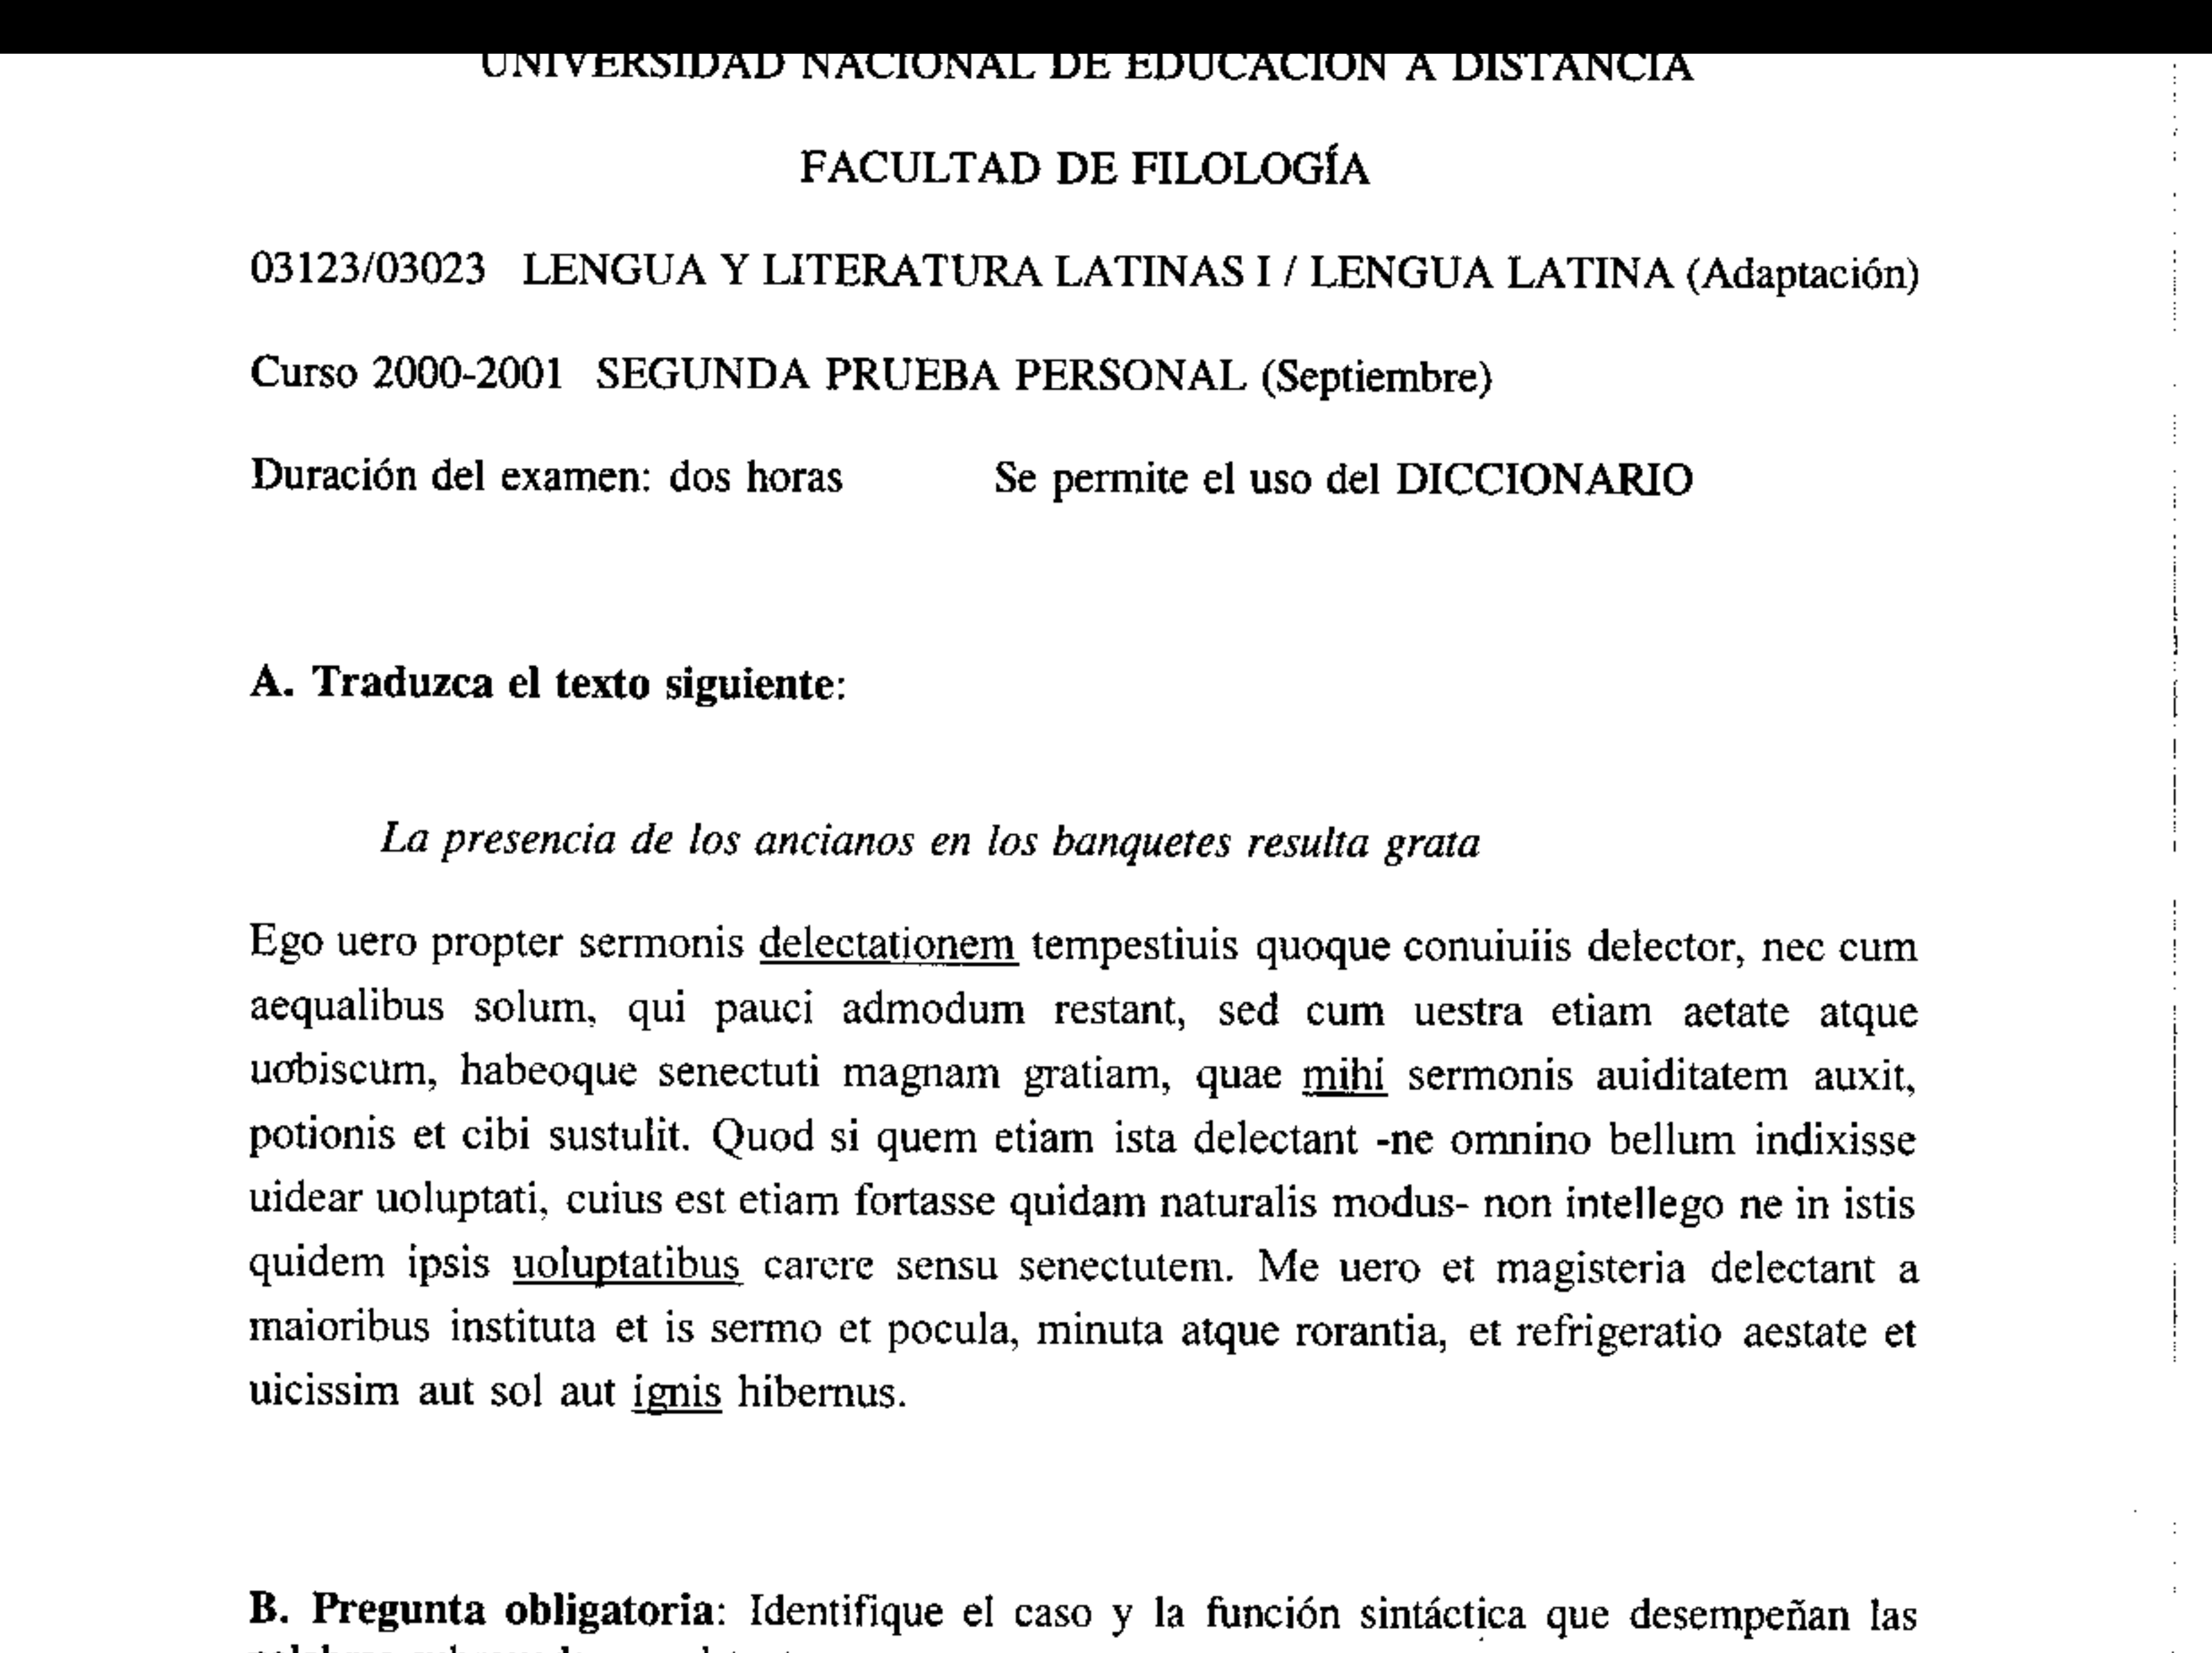 UNIVERSIDAD NACIONAL DE EDUCACIÓN A DISTANCIA
FACULTAD DE FILOLOGÍA
03123/03023 LENGUA Y LITERATURA LATINAS I / LENGUA LATINA (Adaptación)
Curso 2000-2001 SEGUNDA PRUEBA PERSONAL (Septiembre)
Duración del examen: dos horas Se permite el uso del DICCIONARIO
A. Traduzca el texto siguiente:
La presencia de los ancianos en los banquetes resulta grata
Ego uero propter sermonis delectationem tempestiuis quoque conuiuiis delector, nec cum
aequalibus solum, qui pauci admodum restant, sed cum uestra etiam aetate atque
uobiscum, habeoque senectuti magnam gratiam, quae mihi sermonis auiditatem auxit,
potionis et cibi sustulit. Quod si quem etiam ista delectant -ne omnino bellum indixisse
uidear uoluptati, cuius est etiam fortasse quidam naturalis modus- non intellego ne in istis
quidem ipsis uoluptatibus carere sensu senectutem. Me uero et magisteria delectant a
maioribus instituta et is sermo et pocula, minuta atque rorantia, et refrigeratio aestate et
uicissim aut sol aut ignis hibernus.
B. Pregunta obligatoria: Identifique el caso y la función sintáctica que desempeñan las